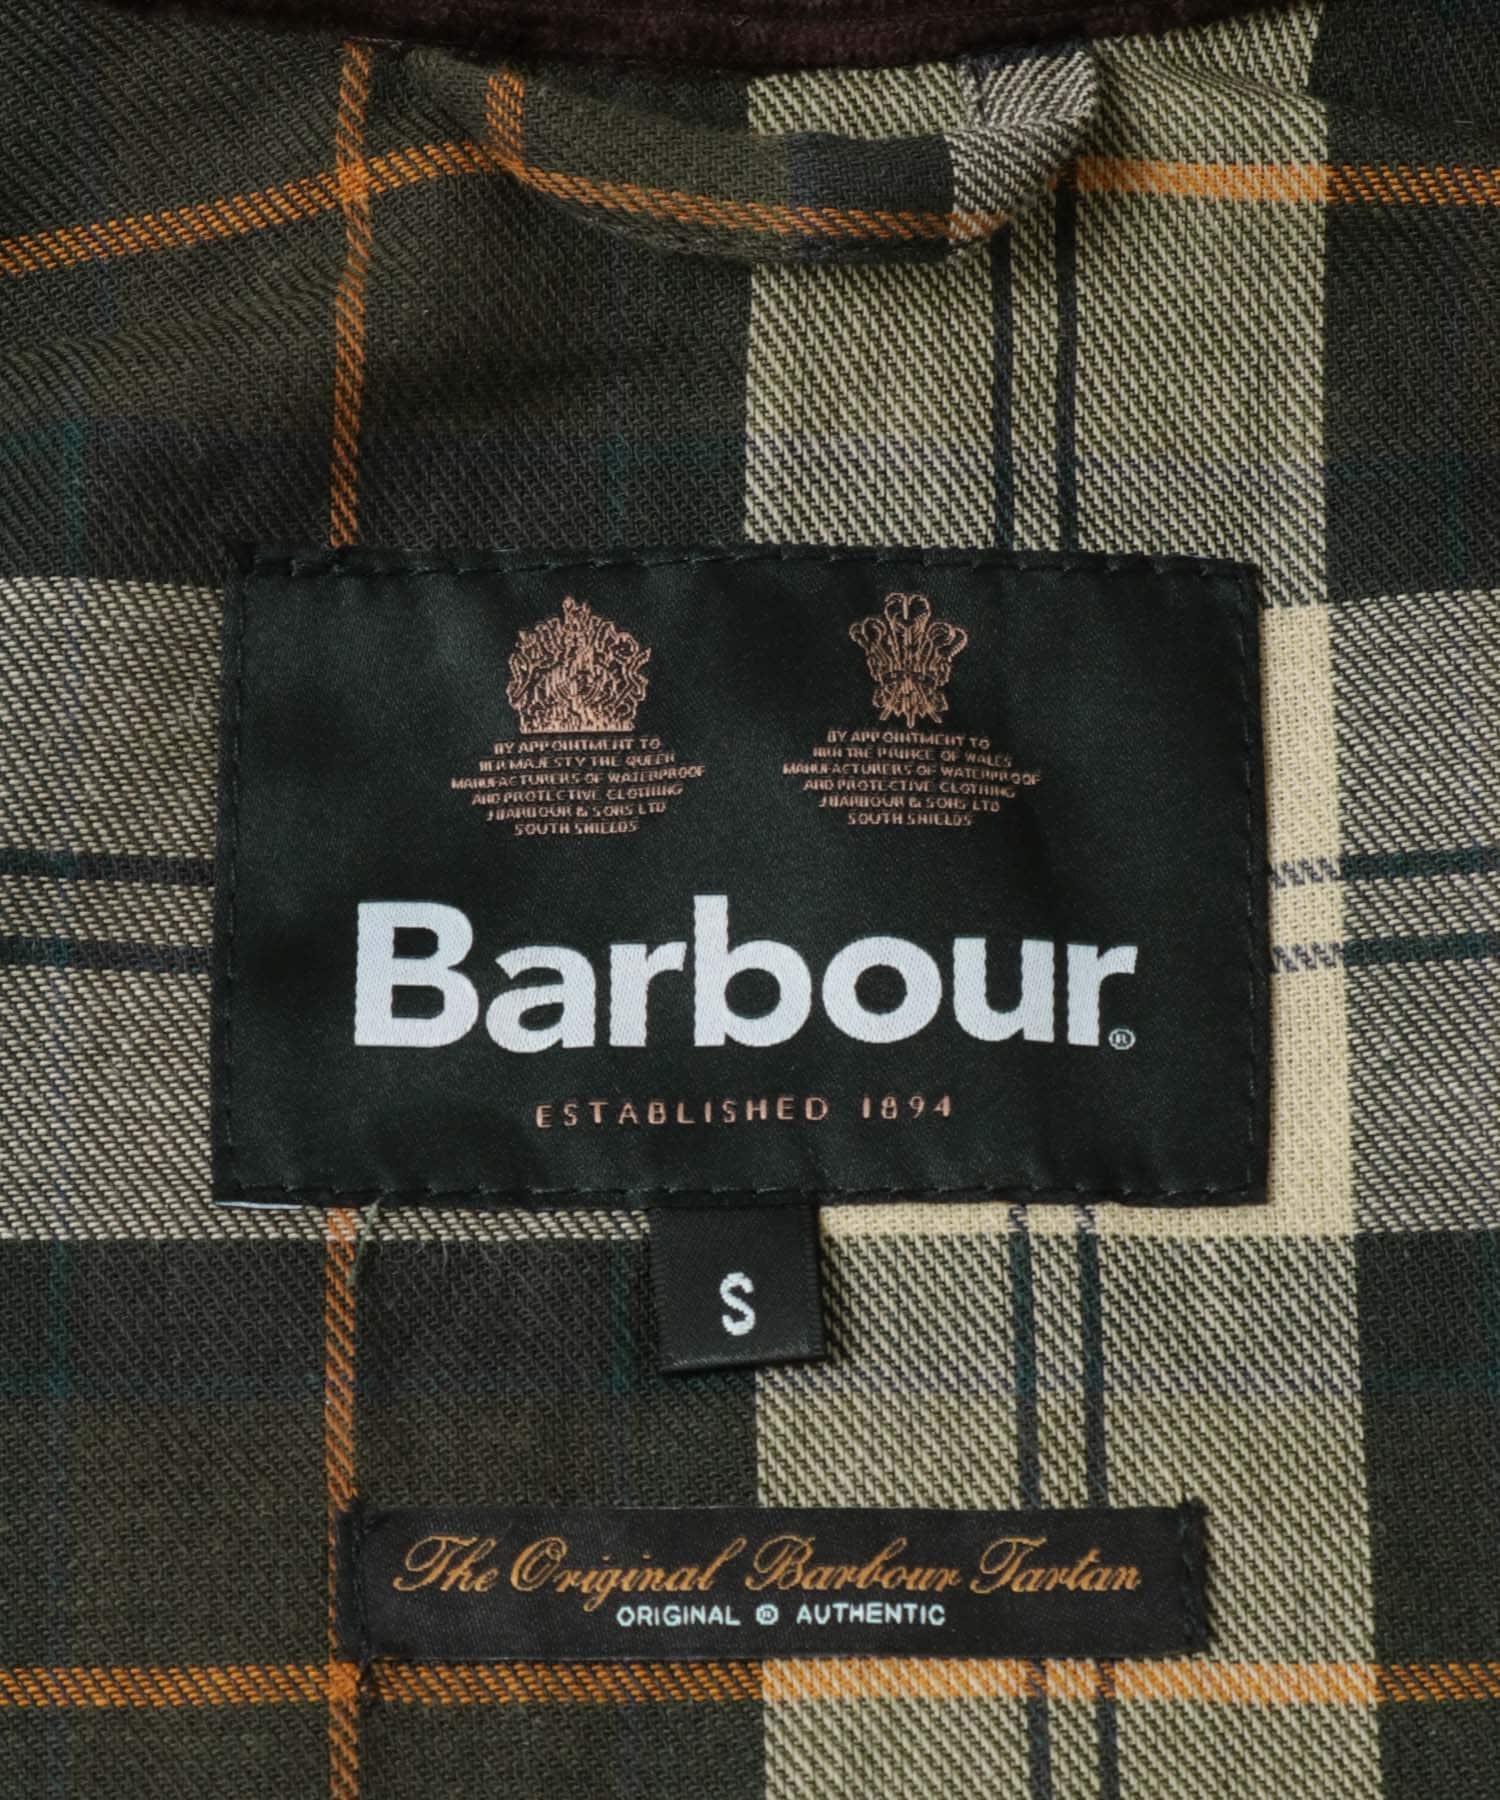 BY APPOINTMENT TO
HER MAJESTY THE QUEEN
MANUFACTURERS OF WATERPROOF
AND PROTECTIVE CLOTHING
J BARBOUR & SONS LTD
SOUTH SHIELDS
BY APPOINTMENT TO
HRH THE PRINCE OF WALES
MANUFACTURERS OF WATERPROOF
AND PROTECTIVE CLOTHING
J BARBOUR & SONS LTD
SOUTH SHIELDS
Barbour®
ESTABLISHED 1894
S
The Original Barbour Tartan
ORIGINAL ® AUTHENTIC